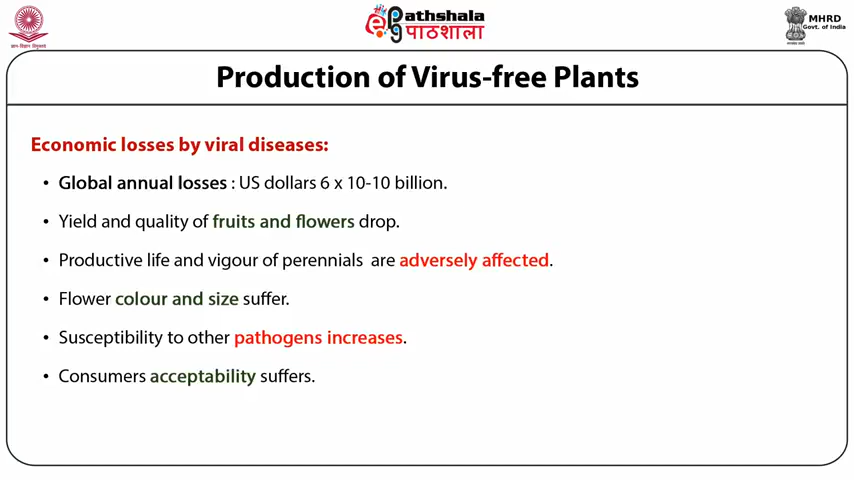 Pathshala
पाठशाला
MHRD
Govt. of India
Production of Virus-free Plants
Economic losses by viral diseases:
• Global annual losses : US dollars 6 x 10-10 billion.
• Yield and quality of fruits and flowers drop.
• Productive life and vigour of perennials are adversely affected.
• Flower colour and size suffer.
• Susceptibility to other pathogens increases.
• Consumers acceptability suffers.